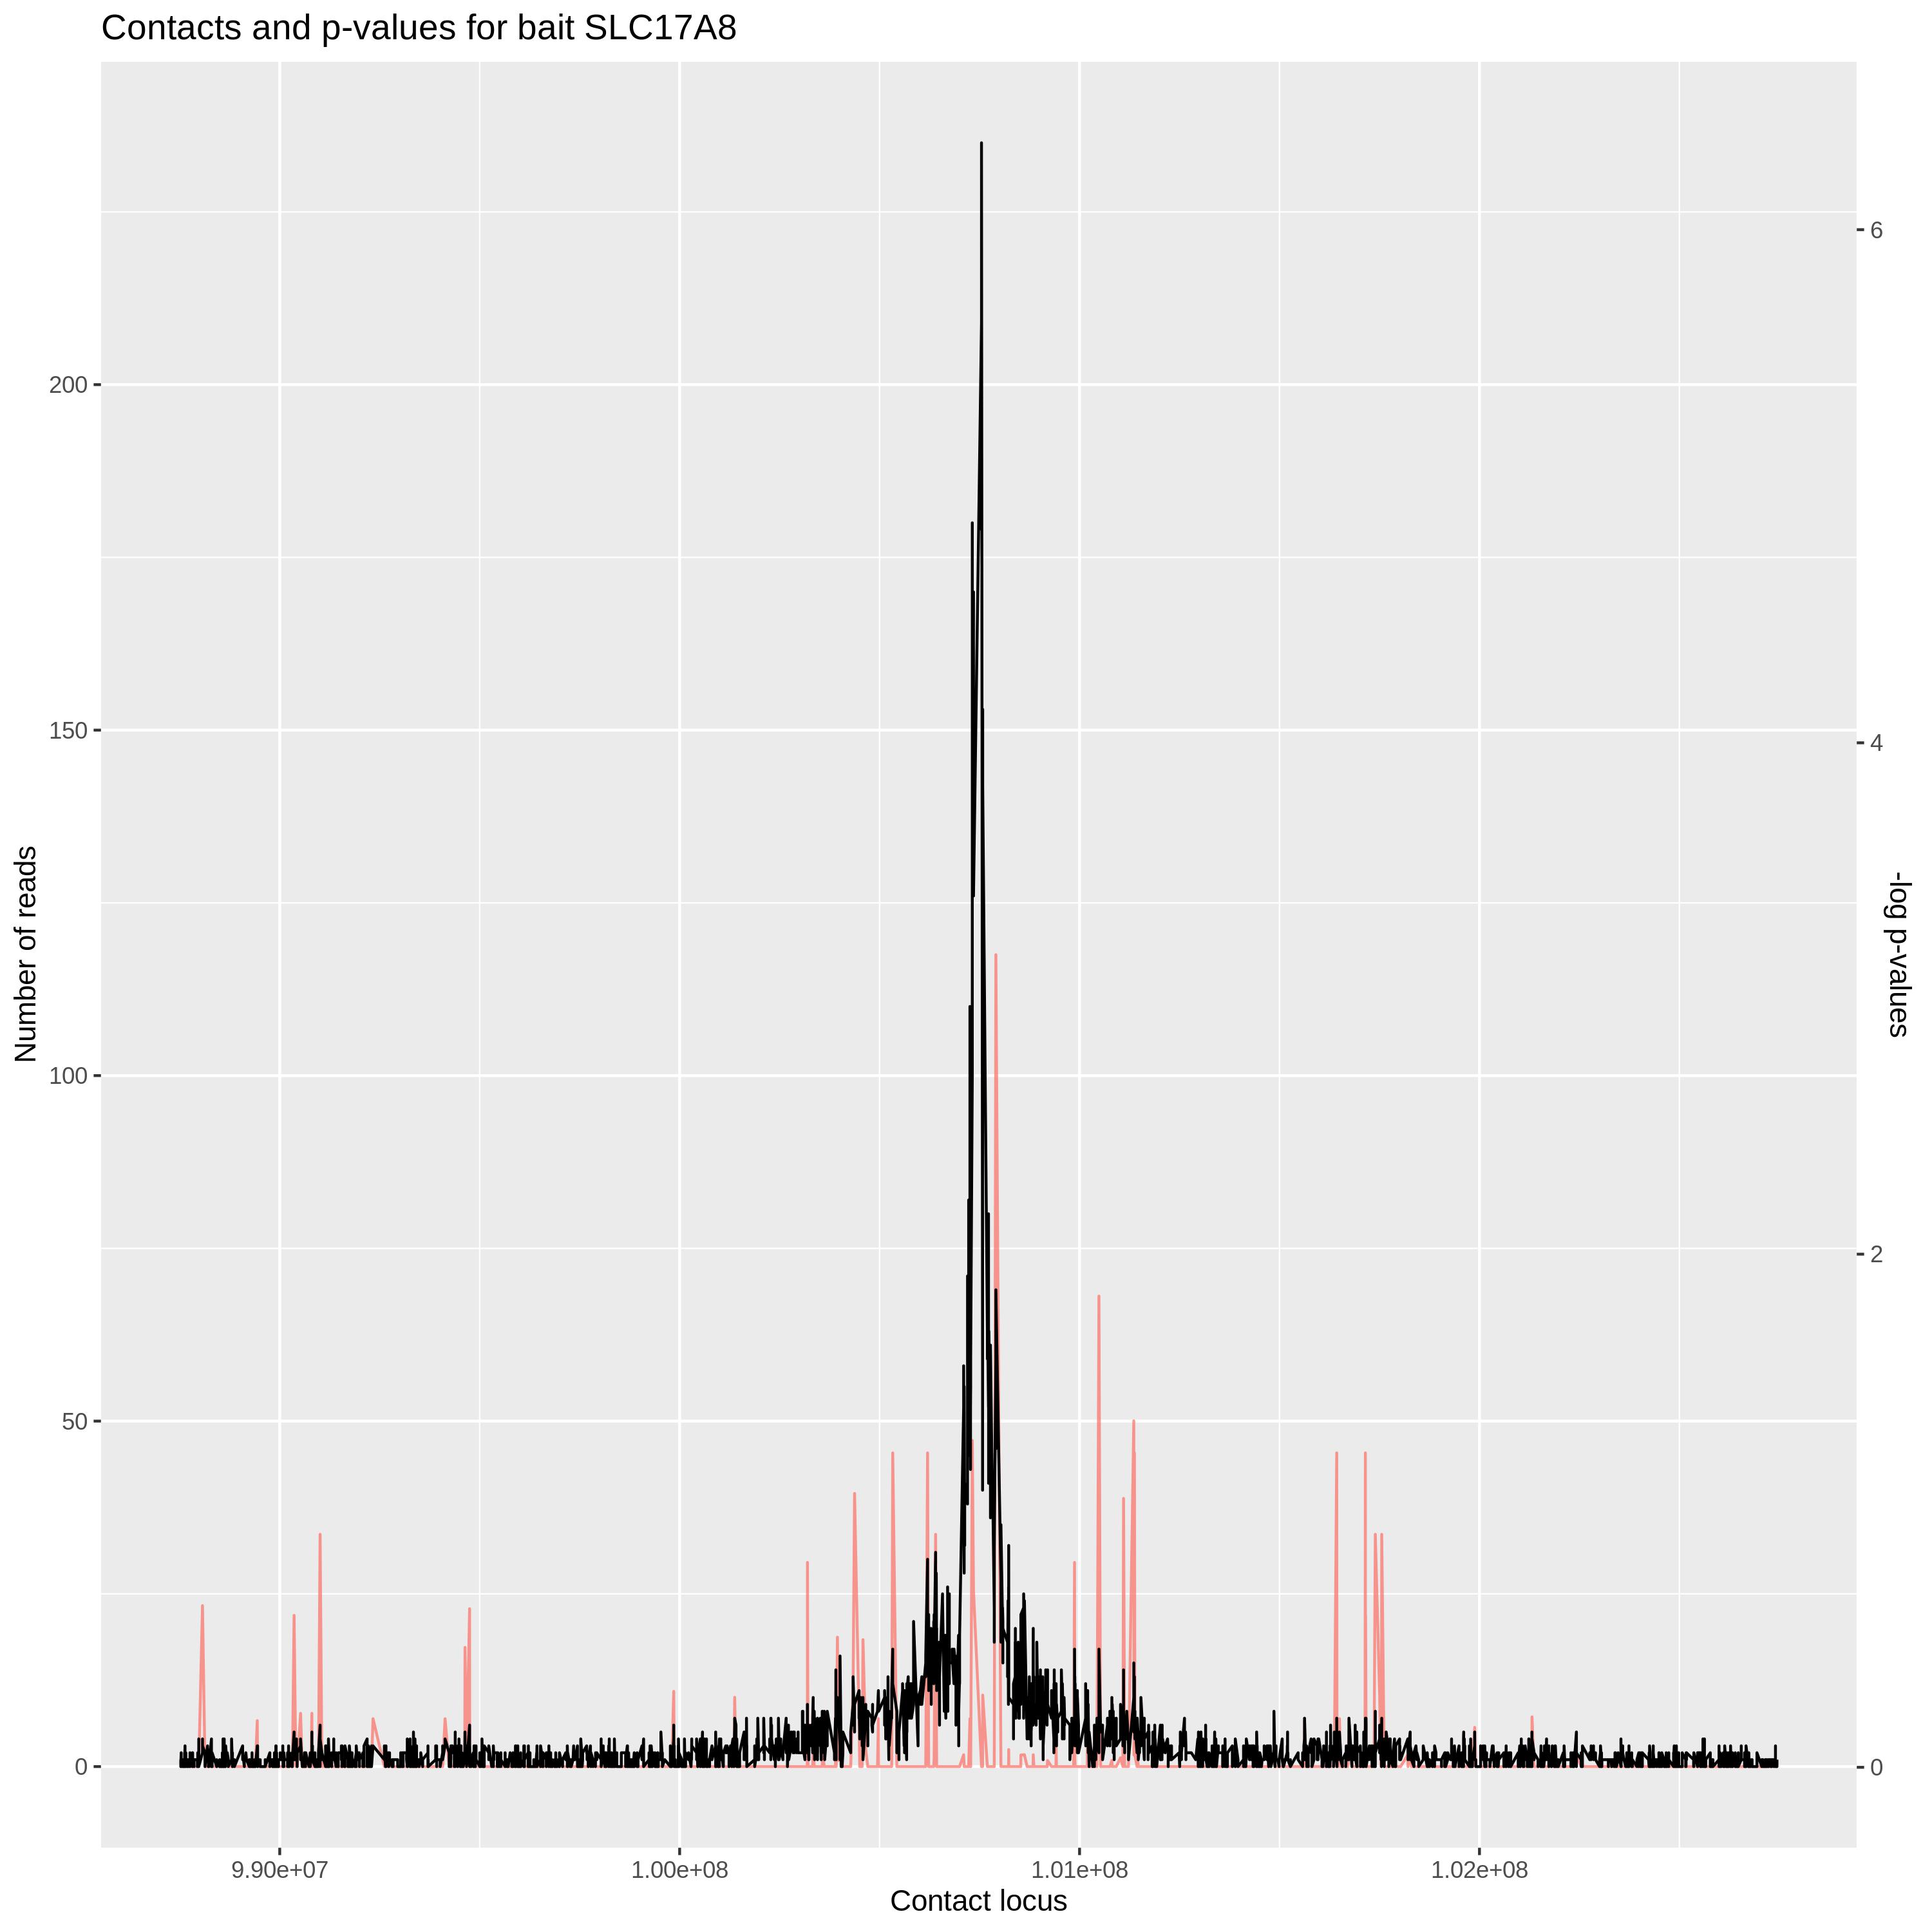 Contacts and p-values for bait SLC17A8
Number of reads
200
150
100
50
0
6
4
2
0
-log p-values
9.90e+07
1.00e+08
1.01e+08
1.02e+08
Contact locus